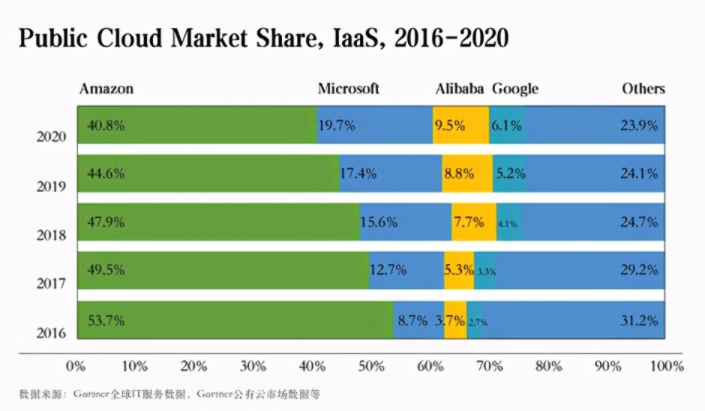 Public Cloud Market Share, IaaS, 2016-2020
Amazon Microsoft Alibaba Google Others
2020 40.8% 19.7% 9.5% 6.1% 23.9%
2019 44.6% 17.4% 8.8% 5.2% 24.1%
2018 47.9% 15.6% 7.7% 4.1% 24.7%
2017 49.5% 12.7% 5.3% 3.3% 29.2%
2016 53.7% 8.7% 3.7% 2.7% 31.2%
0% 10% 20% 30% 40% 50% 60% 70% 80% 90% 100%
数据来源：Gartner全球IT服务数据、Gartner公有云市场数据等